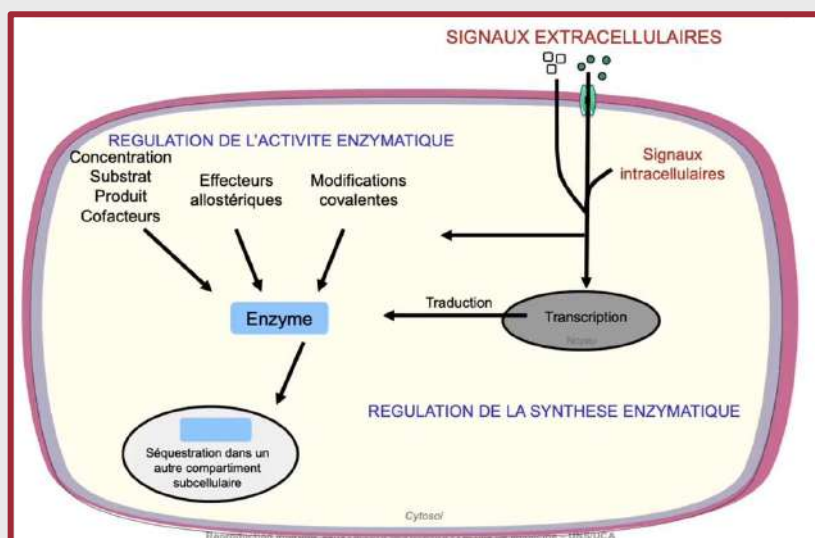 SIGNAUX EXTRACELLULAIRES
REGULATION DE L'ACTIVITE ENZYMATIQUE
Concentration
Substrat
Produit
Cofacteurs
Effecteurs
allostériques
Modifications
covalentes
Signaux
intracellulaires
Enzyme
Traduction
Transcription
Noyau
REGULATION DE LA SYNTHESE ENZYMATIQUE
Séquestration dans un
autre compartiment
subcellulaire
Cytosol